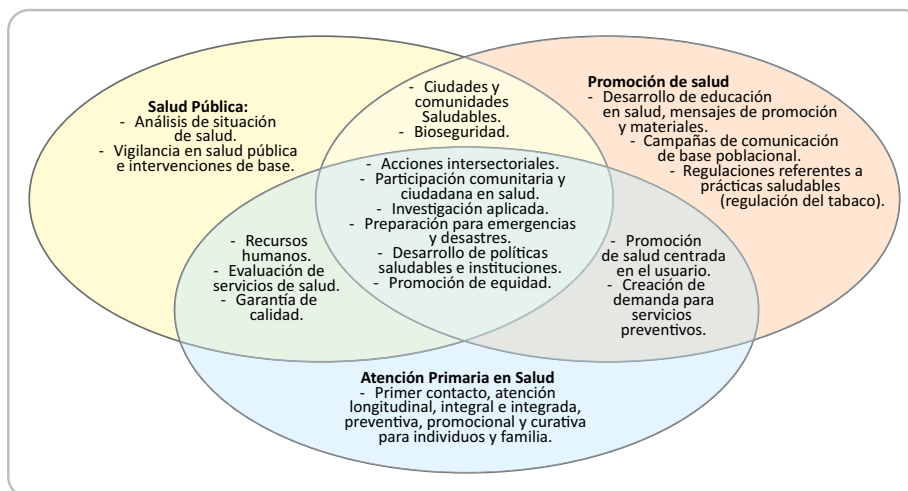 Salud Pública:
- Análisis de situación
de salud.
- Vigilancia en salud pública
e intervenciones de base.
- Ciudades y
comunidades
Saludables.
- Bioseguridad.
Promoción de salud
- Desarrollo de educación
en salud, mensajes de promoción
y materiales.
- Campañas de comunicación
de base poblacional.
- Regulaciones referentes a
prácticas saludables
(regulación del tabaco).
- Acciones intersectoriales.
- Participación comunitaria y
ciudadana en salud.
- Investigación aplicada.
- Preparación para emergencias
y desastres.
- Desarrollo de políticas
saludables e instituciones.
- Promoción de equidad.
- Recursos
humanos.
- Evaluación de
servicios de salud.
- Garantía de
calidad.
- Promoción
de salud centrada
en el usuario.
- Creación de
demanda para
servicios
preventivos.
Atención Primaria en Salud
- Primer contacto, atención
longitudinal, integral e integrada,
preventiva, promocional y curativa
para individuos y familia.